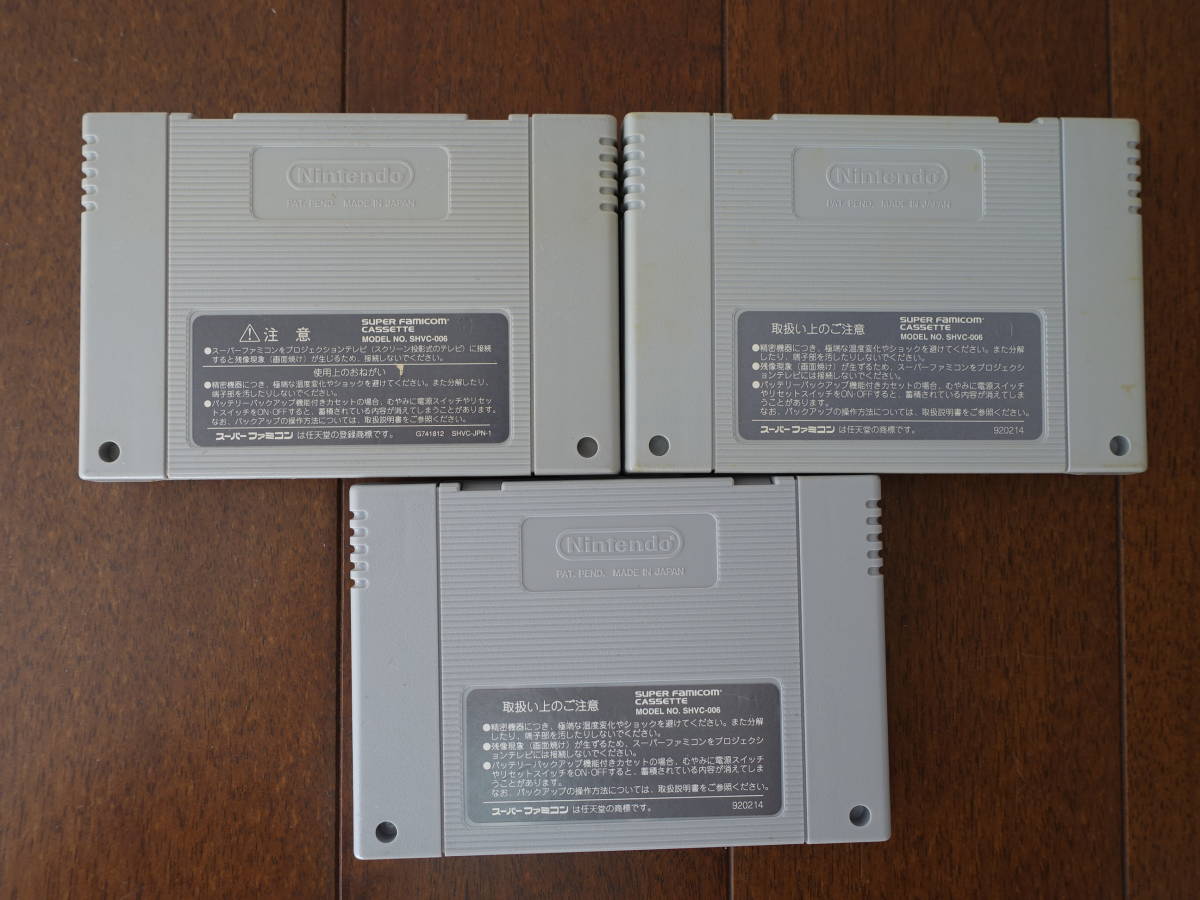 Nintendo
PAT. PEND. MADE IN JAPAN
注意
SUPER FAMICOM
CASSETTE
MODEL NO. SHVC-006
●スーパーファミコンをプロジェクションテレビ（スクリーン投影式のテレビ）に接続
すると残像現象（画面焼け）が生じるため、接続しないでください。
使用上のおねがい
●精密機器につき、極端な温度変化やショックを避けてください。また分解したり、
端子部を汚したりしないでください。
●バッテリーバックアップ機能付きカセットの場合、むやみに電源スイッチやリセッ
トスイッチをON・OFFすると、蓄積されている内容が消えてしまうことがあります。
なお、バックアップの操作方法については、取扱説明書をご参照ください。
スーパーファミコン は任天堂の登録商標です。 G741812 SHVC-JPN-1
Nintendo
PAT. PEND. MADE IN JAPAN
取扱い上のご注意
SUPER FAMICOM
CASSETTE
MODEL NO. SHVC-006
●精密機器につき、極端な温度変化やショックを避けてください。また分解
したり、端子部を汚したりしないでください。
●残像現象（画面焼け）が生ずるため、スーパーファミコンをプロジェクシ
ョンテレビには接続しないでください。
●バッテリーバックアップ機能付きカセットの場合、むやみに電源スイッチ
やリセットスイッチをON・OFFすると、蓄積されている内容が消えてしま
うことがあります。
なお、バックアップの操作方法については、取扱説明書をご参照ください。
スーパーファミコン は任天堂の商標です。 920214
Nintendo
PAT. PEND. MADE IN JAPAN
取扱い上のご注意
SUPER FAMICOM
CASSETTE
MODEL NO. SHVC-006
●精密機器につき、極端な温度変化やショックを避けてください。また分解
したり、端子部を汚したりしないでください。
●残像現象（画面焼け）が生ずるため、スーパーファミコンをプロジェクシ
ョンテレビには接続しないでください。
●バッテリーバックアップ機能付きカセットの場合、むやみに電源スイッチ
やリセットスイッチをON・OFFすると、蓄積されている内容が消えてしま
うことがあります。
なお、バックアップの操作方法については、取扱説明書をご参照ください。
スーパーファミコン は任天堂の商標です。 920214